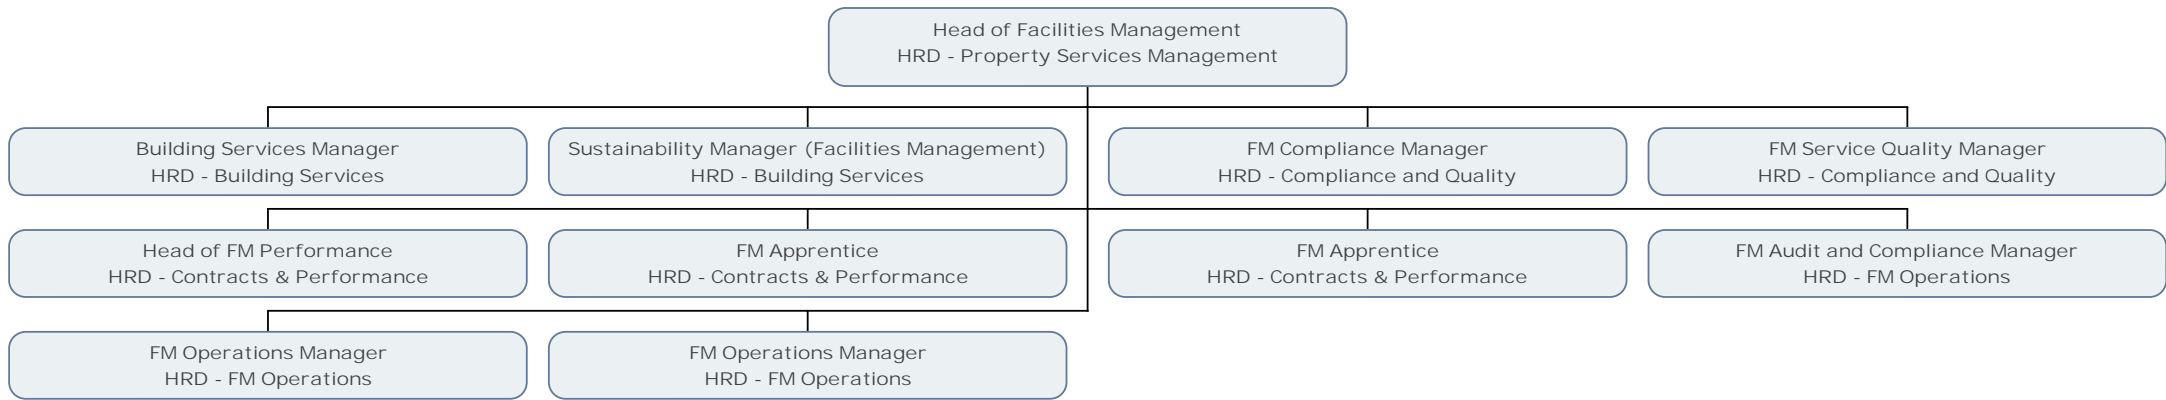 Head of Facilities Management
HRD - Property Services Management
Building Services Manager
HRD - Building Services
Sustainability Manager (Facilities Management)
HRD - Building Services
FM Compliance Manager
HRD - Compliance and Quality
FM Service Quality Manager
HRD - Compliance and Quality
Head of FM Performance
HRD - Contracts & Performance
FM Apprentice
HRD - Contracts & Performance
FM Apprentice
HRD - Contracts & Performance
FM Audit and Compliance Manager
HRD - FM Operations
FM Operations Manager
HRD - FM Operations
FM Operations Manager
HRD - FM Operations